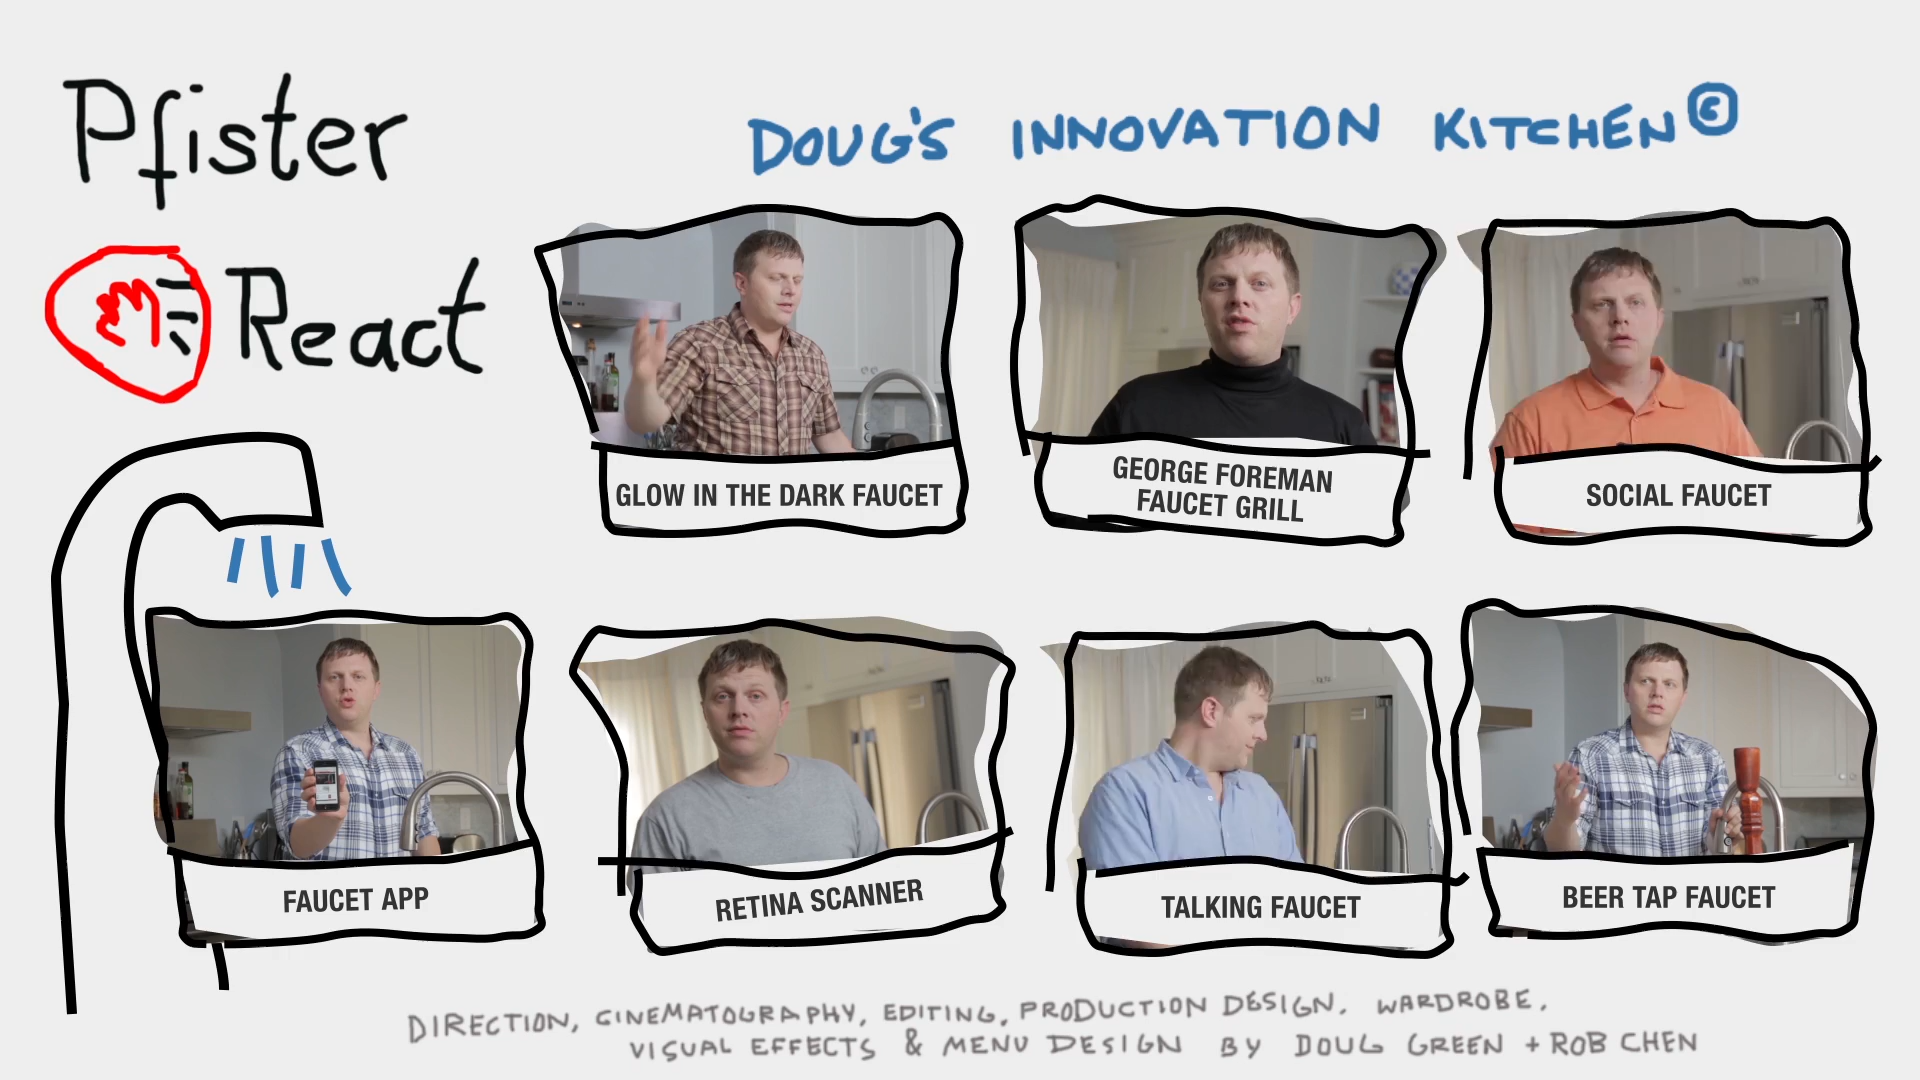 Pfister
React
DOUG'S INNOVATION KITCHEN©
GLOW IN THE DARK FAUCET
GEORGE FOREMAN
FAUCET GRILL
SOCIAL FAUCET
FAUCET APP
RETINA SCANNER
TALKING FAUCET
BEER TAP FAUCET
DIRECTION, CINEMATOGRAPHY, EDITING, PRODUCTION DESIGN. WARDROBE,
VISUAL EFFECTS & MENU DESIGN BY DOUG GREEN + ROB CHEN